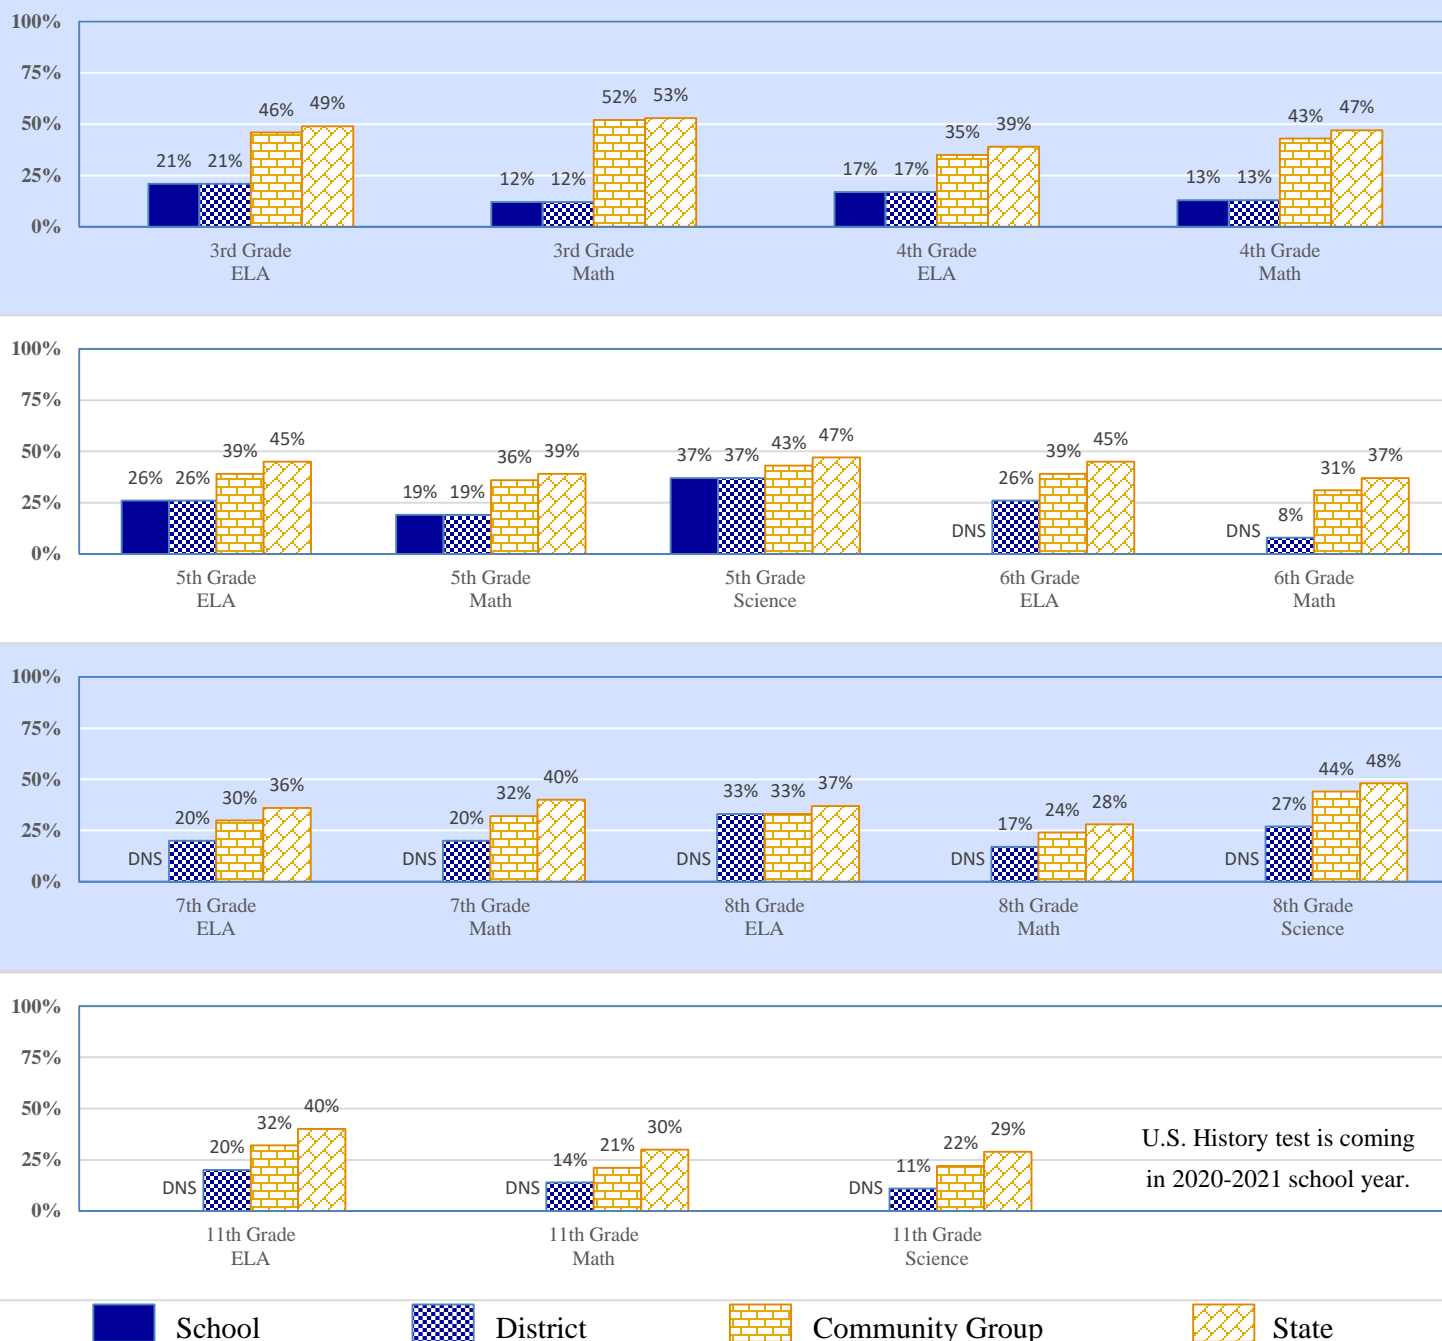 100%
75%
50%
25%
0%
46% 49%
52% 53%
35% 39%
43% 47%
21% 21%
12% 12%
17% 17%
13% 13%
3rd Grade
ELA
3rd Grade
Math
4th Grade
ELA
4th Grade
Math
100%
75%
50%
25%
0%
26% 26% 39% 45%
19% 19% 36% 39%
37% 37% 43% 47%
DNS 26% 39% 45%
DNS 8% 31% 37%
5th Grade
ELA
5th Grade
Math
5th Grade
Science
6th Grade
ELA
6th Grade
Math
100%
75%
50%
25%
0%
DNS 20% 30% 36%
DNS 20% 32% 40%
DNS 33% 33% 37%
DNS 17% 24% 28%
DNS 27% 44% 48%
7th Grade
ELA
7th Grade
Math
8th Grade
ELA
8th Grade
Math
8th Grade
Science
100%
75%
50%
25%
0%
DNS 20% 32% 40%
DNS 14% 21% 30%
DNS 11% 22% 29%
U.S. History test is coming
in 2020-2021 school year.
11th Grade
ELA
11th Grade
Math
11th Grade
Science
School District Community Group State